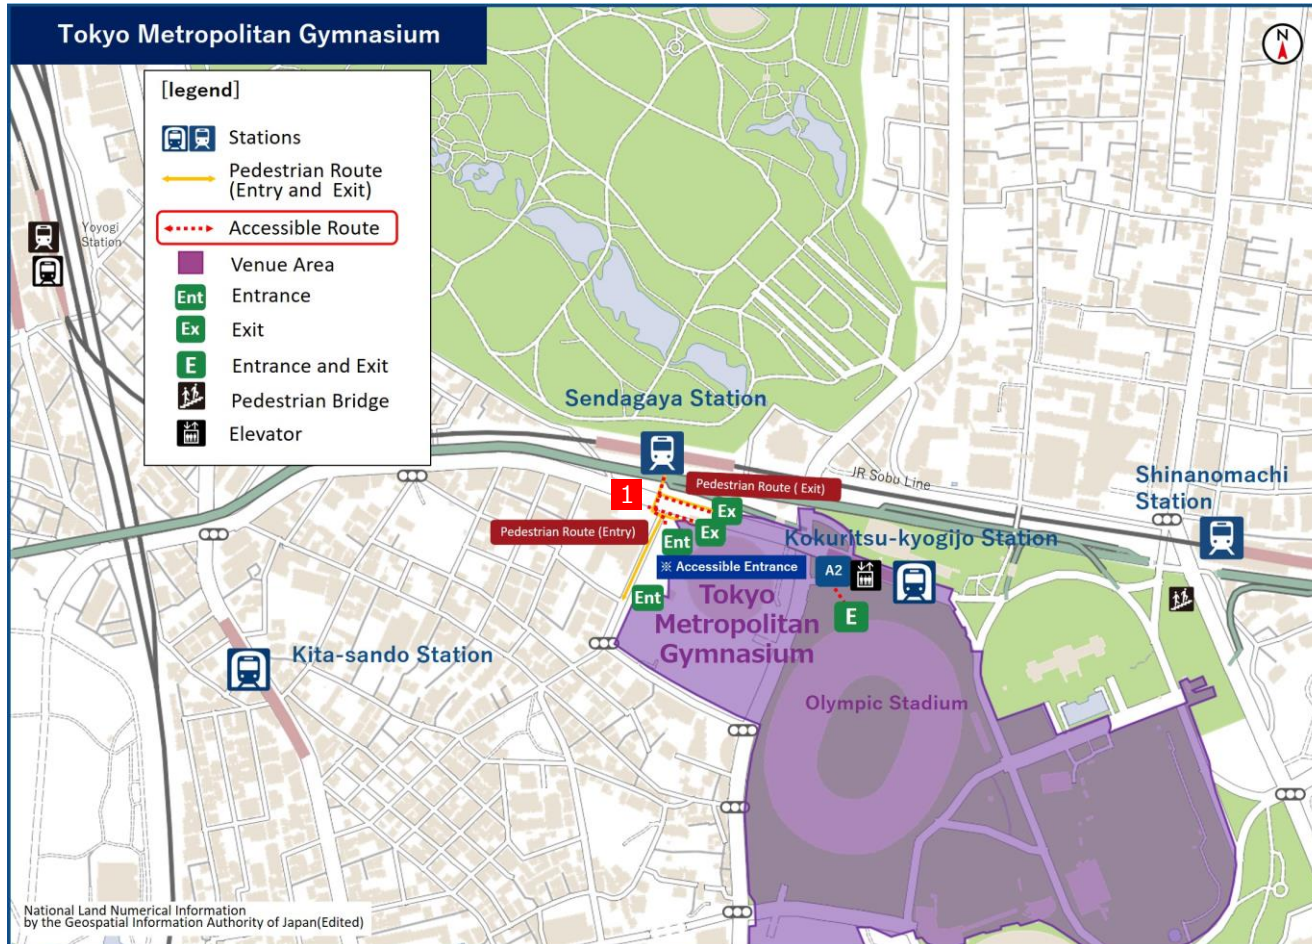 Tokyo Metropolitan Gymnasium
N
[legend]
Stations
Pedestrian Route
(Entry and Exit)
Accessible Route
Venue Area
Ent Entrance
Ex Exit
E Entrance and Exit
Pedestrian Bridge
Elevator
Yoyogi
Station
Sendagaya Station
JR Sobu Line
Shinanomachi
Station
1
Pedestrian Route ( Exit)
Ex
Ex
Pedestrian Route (Entry)
Ent
Kokuritsu-kyogijo Station
※ Accessible Entrance
A2
Ent
E
Tokyo
Metropolitan
Gymnasium
Kita-sando Station
Olympic Stadium
National Land Numerical Information
by the Geospatial Information Authority of Japan(Edited)